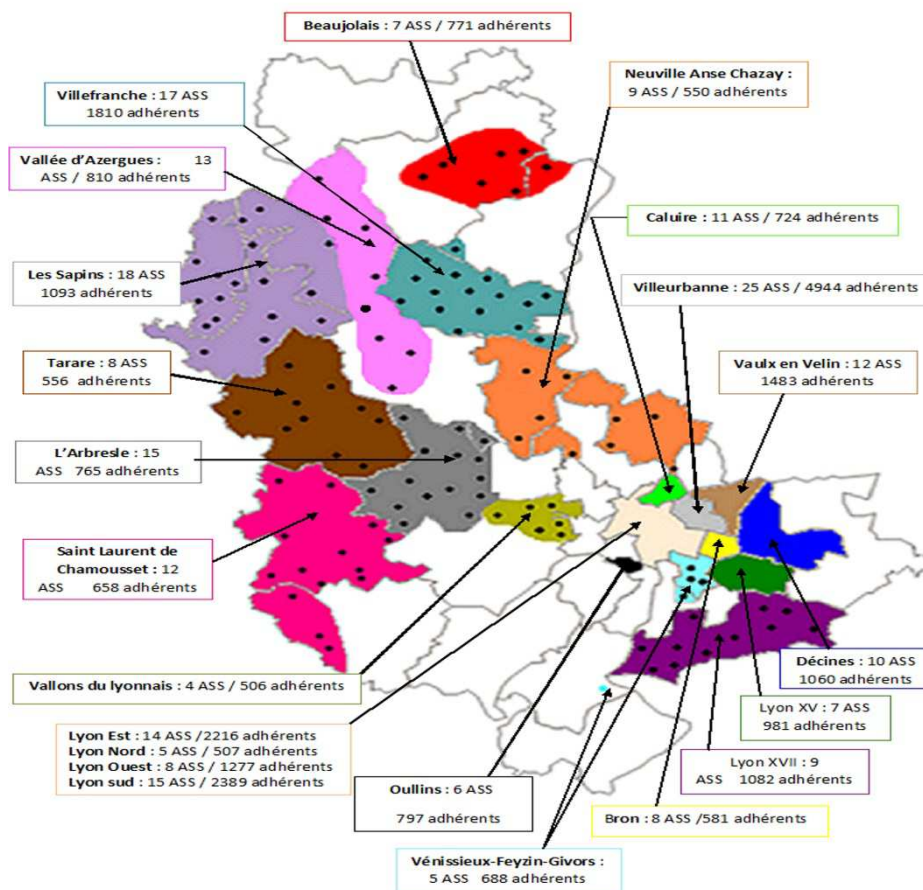 Beaujolais : 7 ASS / 771 adhérents
Villefranche : 17 ASS
1810 adhérents
Neuville Anse Chazay :
9 ASS / 550 adhérents
Vallée d'Azergues : 13
ASS / 810 adhérents
Caluire : 11 ASS / 724 adhérents
Les Sapins : 18 ASS
1093 adhérents
Villeurbanne : 25 ASS / 4944 adhérents
Tarare : 8 ASS
556 adhérents
Vaulx en Velin : 12 ASS
1483 adhérents
L'Arbresle : 15
ASS 765 adhérents
Saint Laurent de
Chamousset : 12
ASS 658 adhérents
Vallons du lyonnais : 4 ASS / 506 adhérents
Décines : 10 ASS
1060 adhérents
Lyon XV : 7 ASS
981 adhérents
Lyon Est : 14 ASS /2216 adhérents
Lyon Nord : 5 ASS / 507 adhérents
Lyon Ouest : 8 ASS / 1277 adhérents
Lyon sud : 15 ASS / 2389 adhérents
Lyon XVII : 9
ASS 1082 adhérents
Oullins : 6 ASS
797 adhérents
Bron : 8 ASS /581 adhérents
Vénissieux-Feyzin-Givors :
5 ASS 688 adhérents